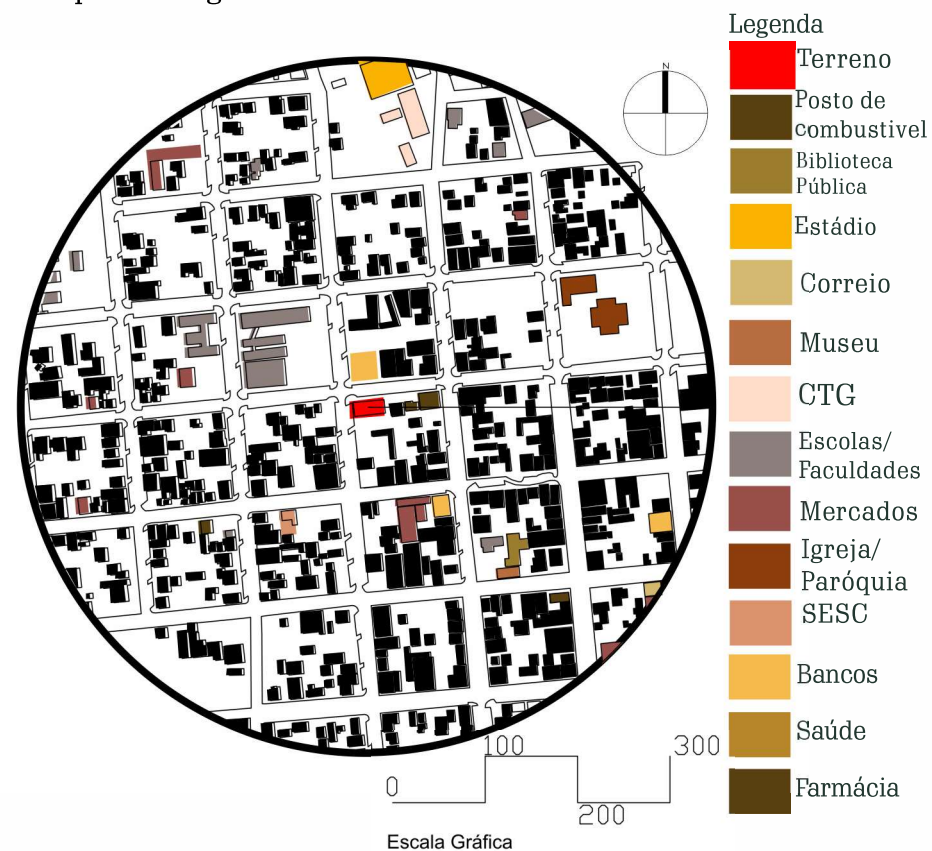 Legenda
Terreno
Posto de
combustivel
Biblioteca
Pública
Estádio
Correio
Museu
CTG
Escolas/
Faculdades
Mercados
Igreja/
Paróquia
SESC
Bancos
Saúde
Farmácia
N
100
300
0
200
Escala Gráfica